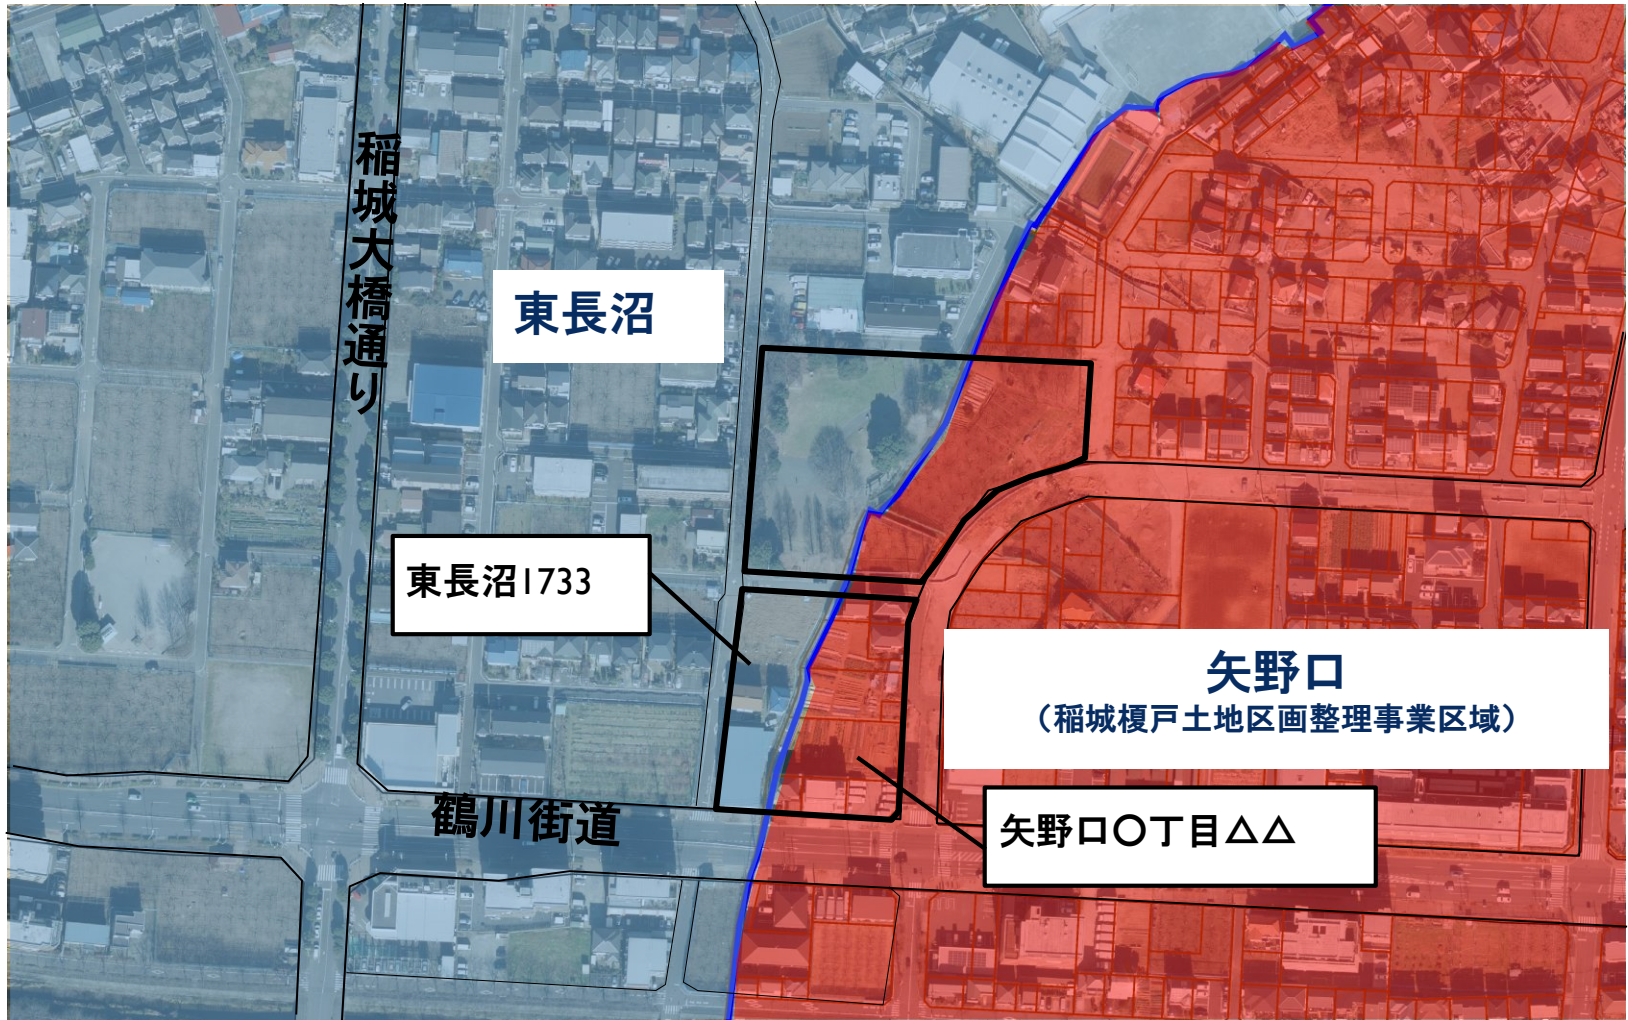 稲城大橋通り
東長沼
東長沼1733
矢野口
（稲城榎戸土地区画整理事業区域）
鶴川街道
矢野口〇丁目△△